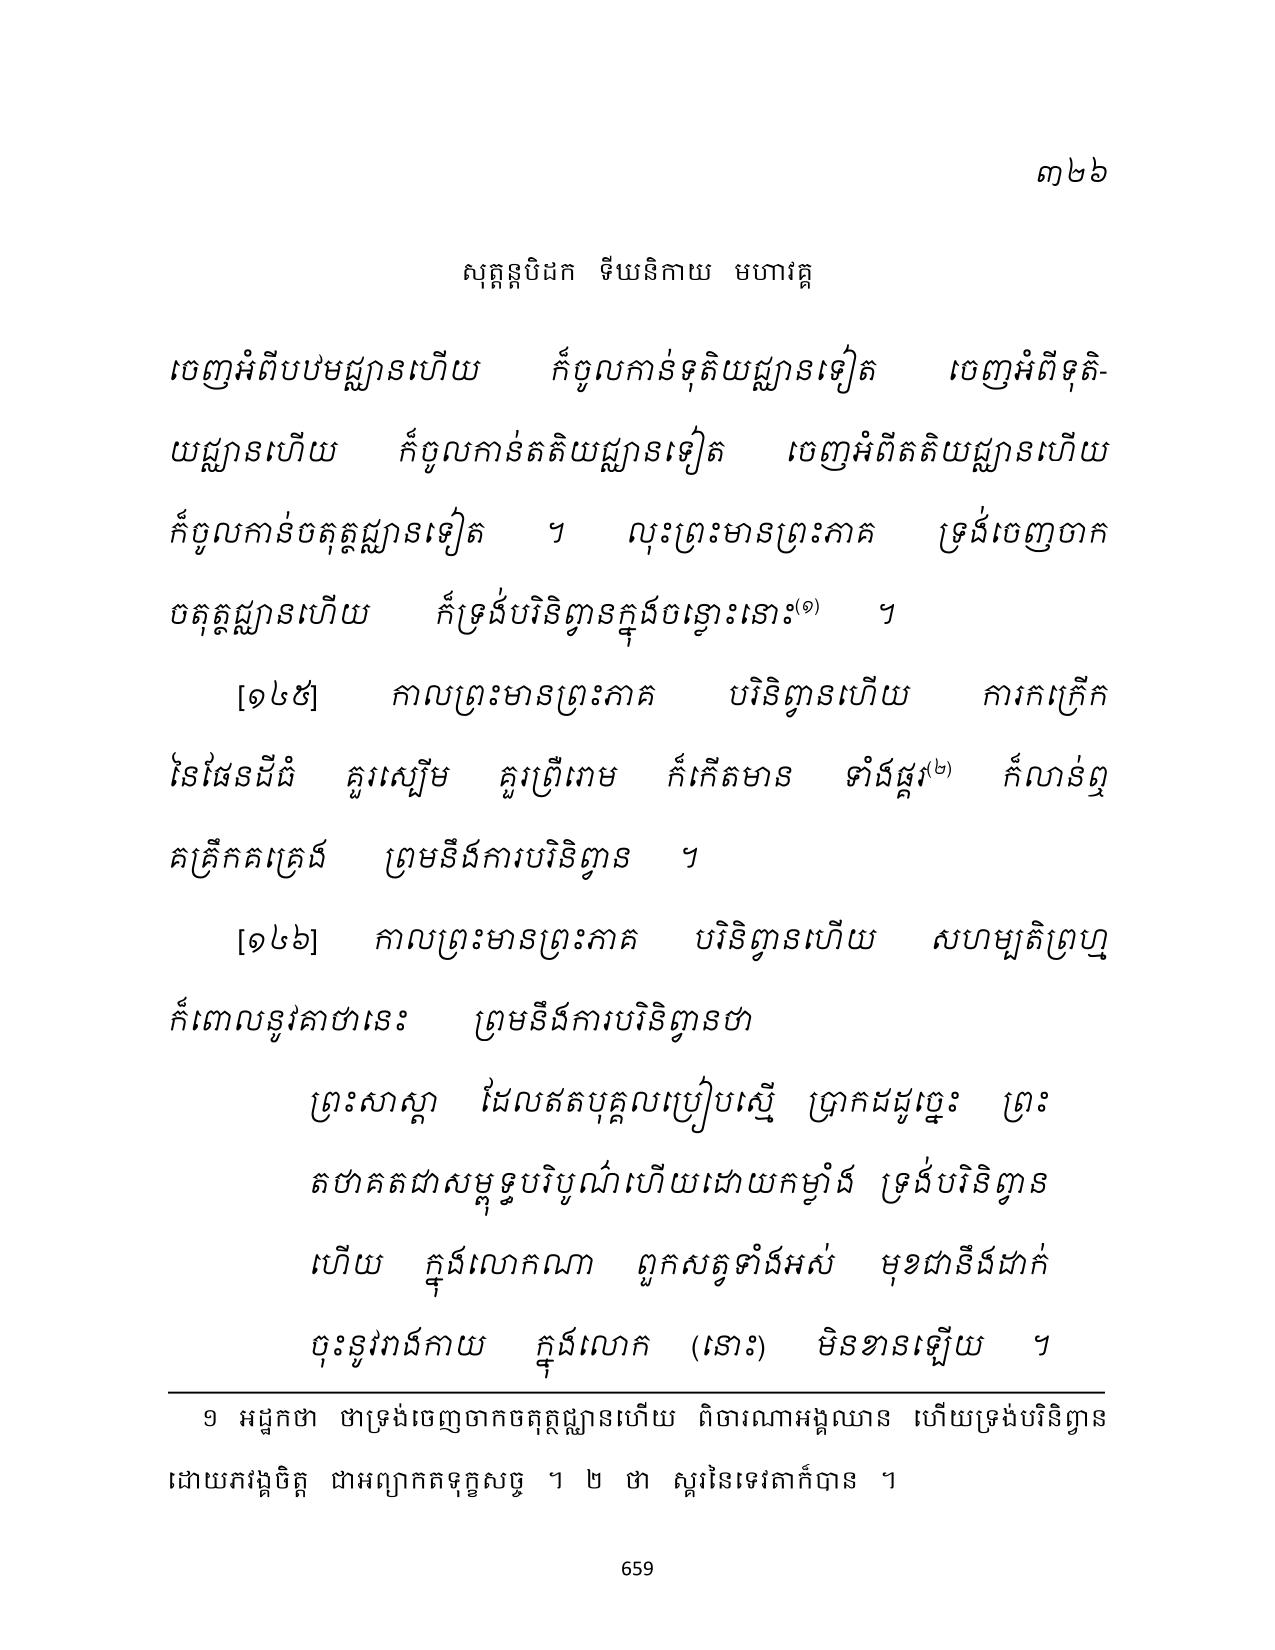 ៣២៦
សុត្តន្តបិដក ទីឃនិកាយ មហាវគ្គ
ចេញអំពីបឋមជ្ឈានហើយ ក៏ចូលកាន់ទុតិយជ្ឈានទៀត ចេញអំពីទុតិ-
យជ្ឈានហើយ ក៏ចូលកាន់តតិយជ្ឈានទៀត ចេញអំពីតតិយជ្ឈានហើយ
ក៏ចូលកាន់ចតុត្ថជ្ឈានទៀត ។ លុះព្រះមានព្រះភាគ ទ្រង់ចេញចាក
ចតុត្ថជ្ឈានហើយ ក៏ទ្រង់បរិនិព្វានក្នុងចន្លោះនោះ(១) ។
[១៤៥] កាលព្រះមានព្រះភាគ បរិនិព្វានហើយ ការកក្រើក
នៃផែនដីធំ គួរស្បើម គួរព្រឺរោម ក៏កើតមាន ទាំងផ្គរ(២) ក៏លាន់ឮ
គគ្រឹកគគ្រេង ព្រមនឹងការបរិនិព្វាន ។
[១៤៦] កាលព្រះមានព្រះភាគ បរិនិព្វានហើយ សហម្បតិព្រហ្ម
ក៏ពោលនូវគាថានេះ ព្រមនឹងការបរិនិព្វានថា
ព្រះសាស្តា ដែលឥតបុគ្គលប្រៀបស្មើ ប្រាកដដូច្នេះ ព្រះ
តថាគតជាសម្ពុទ្ធបរិបូណ៌ហើយដោយកម្លាំង ទ្រង់បរិនិព្វាន
ហើយ ក្នុងលោកណា ពួកសត្វទាំងអស់ មុខជានឹងដាក់
ចុះនូវរាងកាយ ក្នុងលោក (នោះ) មិនខានឡើយ ។
១ អដ្ឋកថា ថាទ្រង់ចេញចាកចតុត្ថជ្ឈានហើយ ពិចារណាអង្គឈាន ហើយទ្រង់បរិនិព្វាន
ដោយភវង្គចិត្ត ជាអព្យាកតទុក្ខសច្ច ។ ២ ថា ស្គរនៃទេវតាក៏បាន ។
659